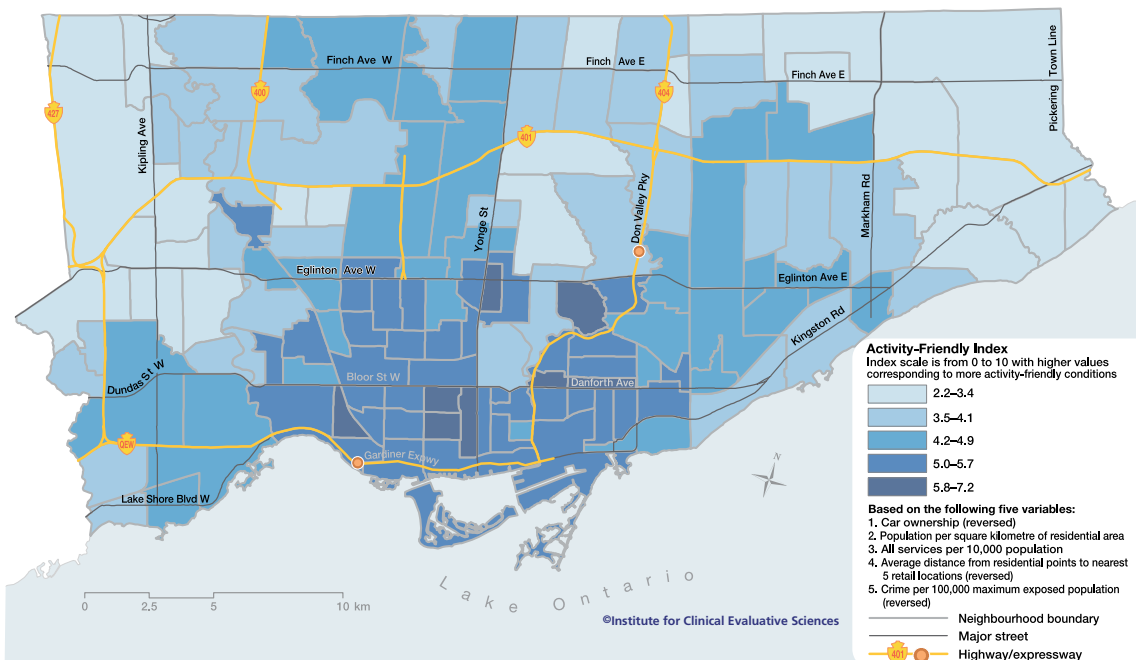 Finch Ave W
Finch Ave E
Finch Ave E
Pickering Town Line
427
400
404
401
Kipling Ave
Yonge St
Don Valley Pky
Markham Rd
Eglinton Ave W
Eglinton Ave E
Kingston Rd
Dundas St W
Bloor St W
Danforth Ave
QEW
Gardiner Expwy
Lake Shore Blvd W
N
Lake Ontario
0 2.5 5 10 km
©Institute for Clinical Evaluative Sciences
Activity-Friendly Index
Index scale is from 0 to 10 with higher values
corresponding to more activity-friendly conditions
2.2–3.4
3.5–4.1
4.2–4.9
5.0–5.7
5.8–7.2
Based on the following five variables:
1. Car ownership (reversed)
2. Population per square kilometre of residential area
3. All services per 10,000 population
4. Average distance from residential points to nearest
5 retail locations (reversed)
5. Crime per 100,000 maximum exposed population
(reversed)
Neighbourhood boundary
Major street
401 Highway/expressway